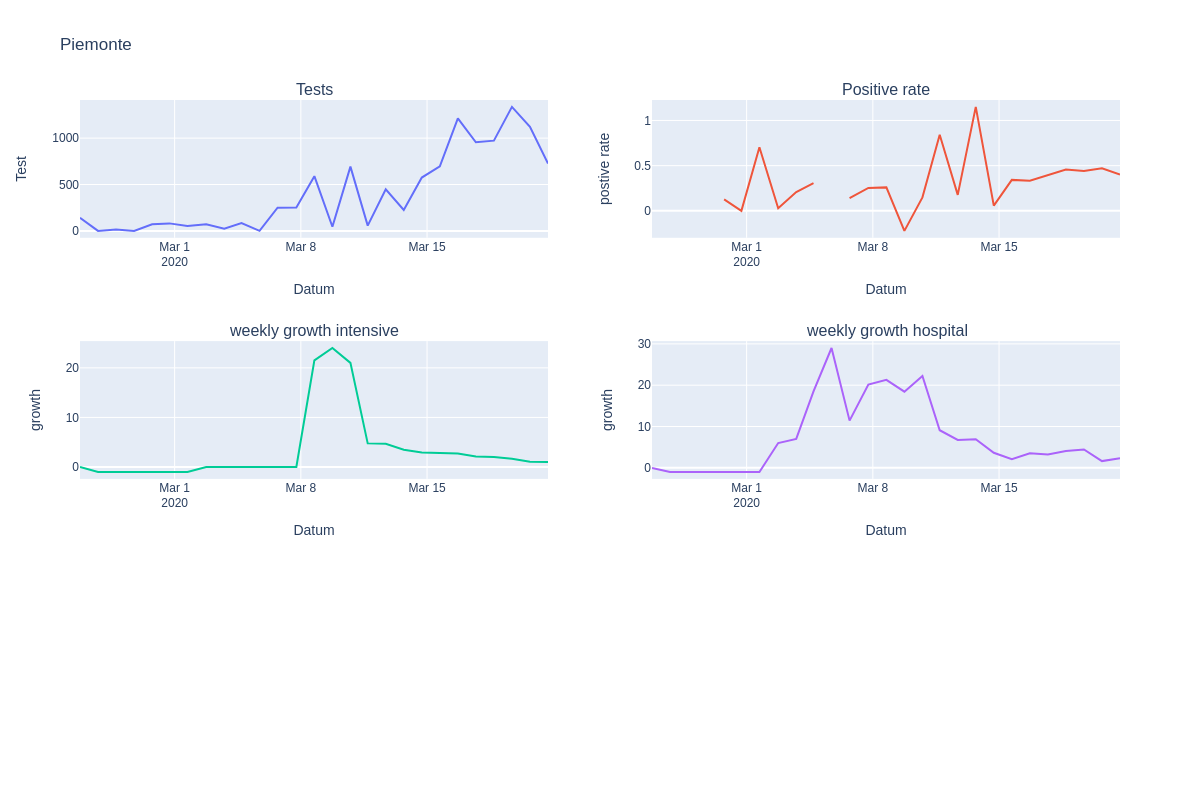 Piemonte
Tests
Test
1000
500
0
Mar 1
2020
Mar 8
Mar 15
Datum
Positive rate
postive rate
1
0.5
0
Mar 1
2020
Mar 8
Mar 15
Datum
weekly growth intensive
growth
20
10
0
Mar 1
2020
Mar 8
Mar 15
Datum
weekly growth hospital
growth
30
20
10
0
Mar 1
2020
Mar 8
Mar 15
Datum